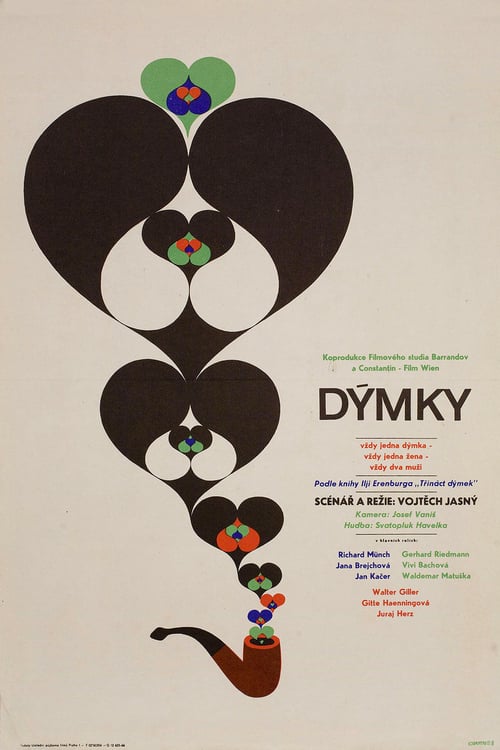 Koprodukce Filmového studia Barrandov
a Constantin - Film Wien
DÝMKY
vždy jedna dýmka -
vždy jedna žena -
vždy dva muži
Podle knihy Ilji Erenburga „Třináct dýmek"
SCÉNÁŘ A REŽIE: VOJTĚCH JASNÝ
Kamera: Josef Vaniš
Hudba: Svatopluk Havelka
v hlavních rolích:
Richard Münch Gerhard Riedmann
Jana Brejchová Vivi Bachová
Jan Kačer Waldemar Matuška
Walter Giller
Gitte Haenningová
Juraj Herz